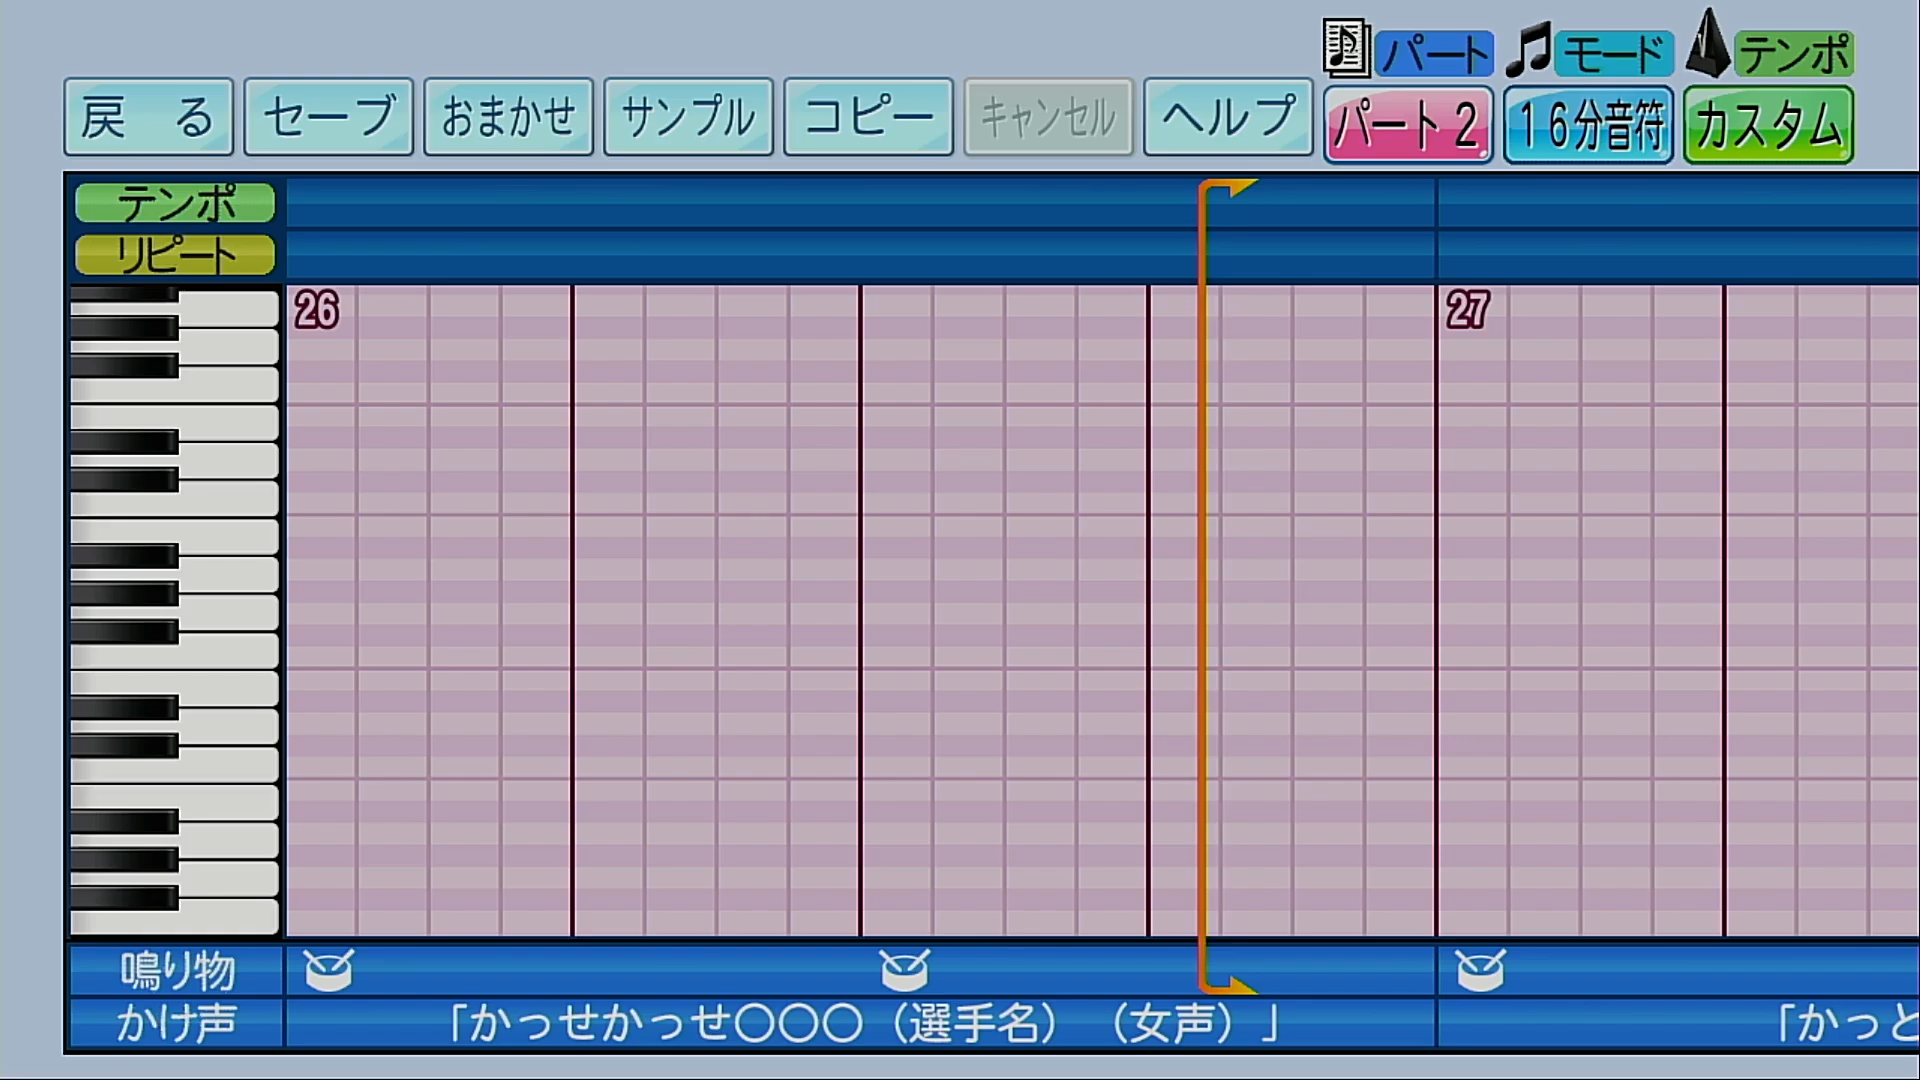 パート モード テンポ
戻る セーブ おまかせ サンプル コピー キャンセル ヘルプ パート2 16分音符 カスタム
テンポ
リピート
26 27
鳴り物
かけ声 「かっせかっせ〇〇〇（選手名）（女声）」 「かっと